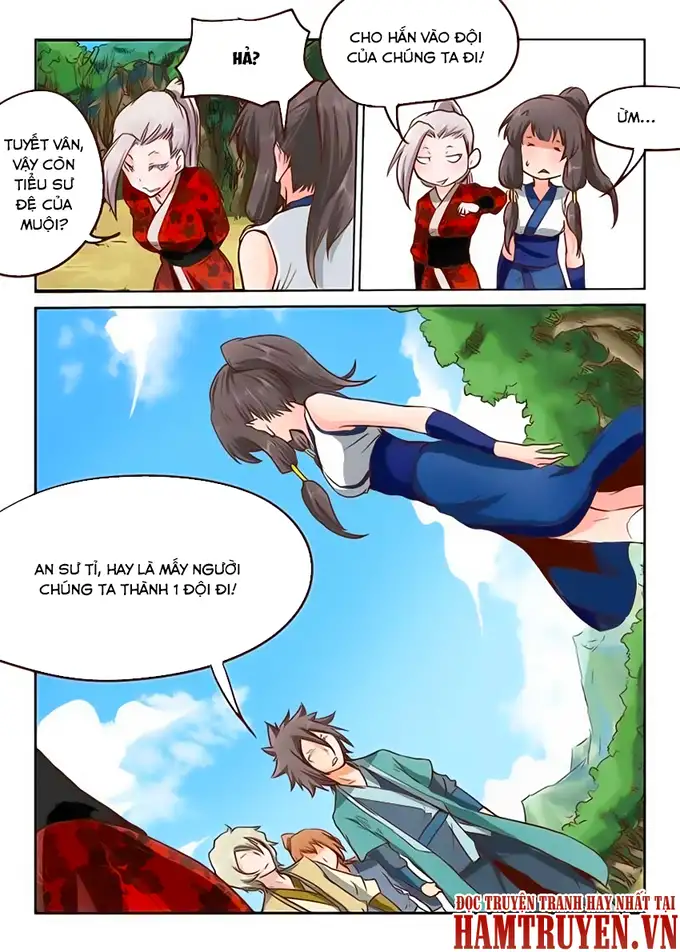 TUYẾT VÂN,
VẬY CÒN
TIỂU SƯ
ĐỆ CỦA
MUỘI?
HẢ?
CHO HẮN VÀO ĐỘI
CỦA CHÚNG TA ĐI!
ỪM...
AN SƯ TỈ, HAY LÀ MẤY NGƯỜI
CHÚNG TA THÀNH 1 ĐỘI ĐI!
ĐỌC TRUYỆN TRANH HAY NHẤT TẠI
HAMTRUYEN.VN